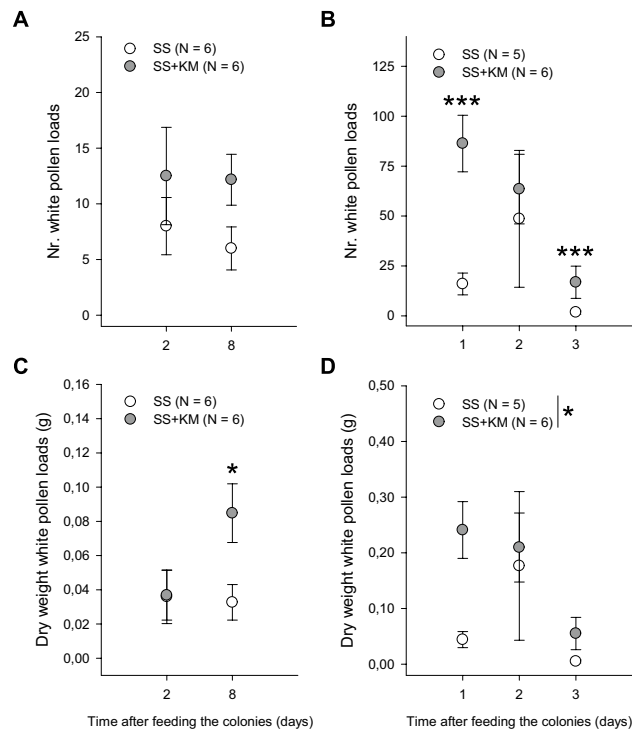 A
SS (N = 6)
SS+KM (N = 6)
Nr. white pollen loads
25
20
15
10
5
0
2 8
B
SS (N = 5)
SS+KM (N = 6)
Nr. white pollen loads
125
100
75
50
25
0
***
***
1 2 3
C
SS (N = 6)
SS+KM (N = 6)
Dry weight white pollen loads (g)
0,16
0,14
0,12
0,10
0,08
0,06
0,04
0,02
0,00
*
2 8
Time after feeding the colonies (days)
D
SS (N = 5)
SS+KM (N = 6)
*
Dry weight white pollen loads (g)
0,50
0,40
0,30
0,20
0,10
0,00
1 2 3
Time after feeding the colonies (days)